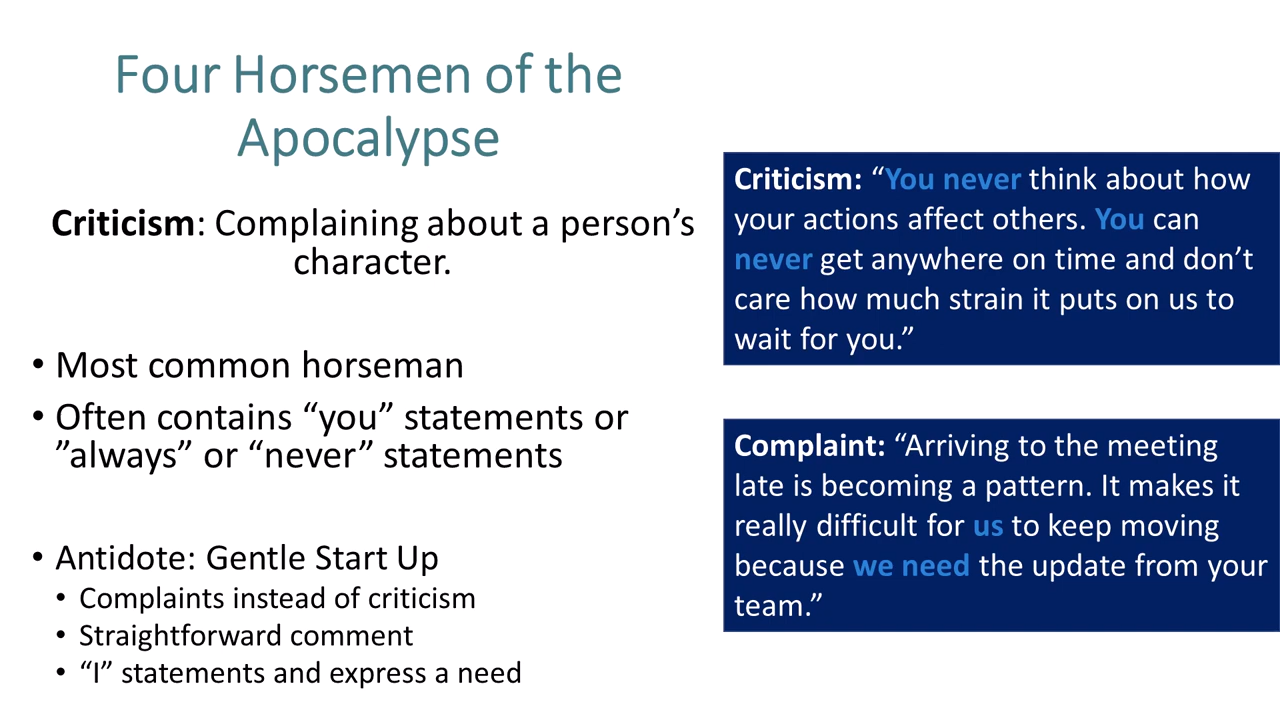 Four Horsemen of the
Apocalypse
Criticism: Complaining about a person’s
character.
• Most common horseman
• Often contains “you” statements or
”always” or “never” statements
• Antidote: Gentle Start Up
• Complaints instead of criticism
• Straightforward comment
• “I” statements and express a need
Criticism: “You never think about how
your actions affect others. You can
never get anywhere on time and don’t
care how much strain it puts on us to
wait for you.”
Complaint: “Arriving to the meeting
late is becoming a pattern. It makes it
really difficult for us to keep moving
because we need the update from your
team.”